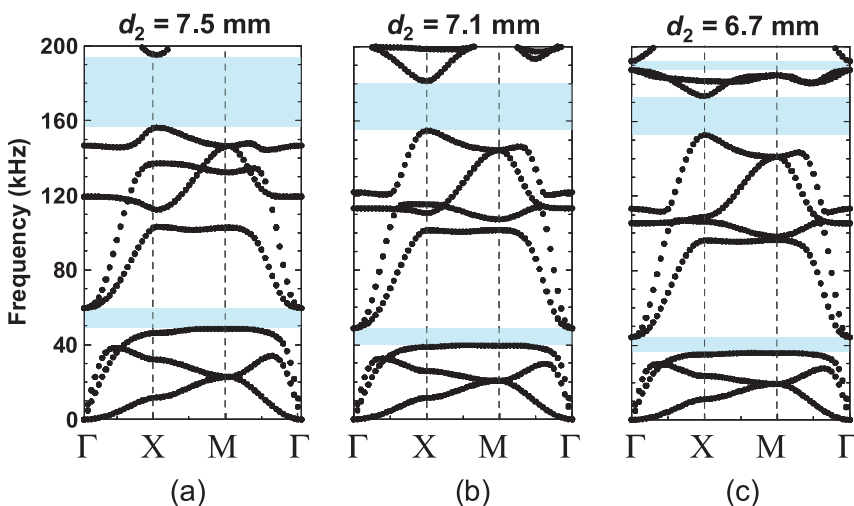 d₂ = 7.5 mm
d₂ = 7.1 mm
d₂ = 6.7 mm
Frequency (kHz)
200
160
120
80
40
0
Γ X M Γ
Γ X M Γ
Γ X M Γ
(a)
(b)
(c)